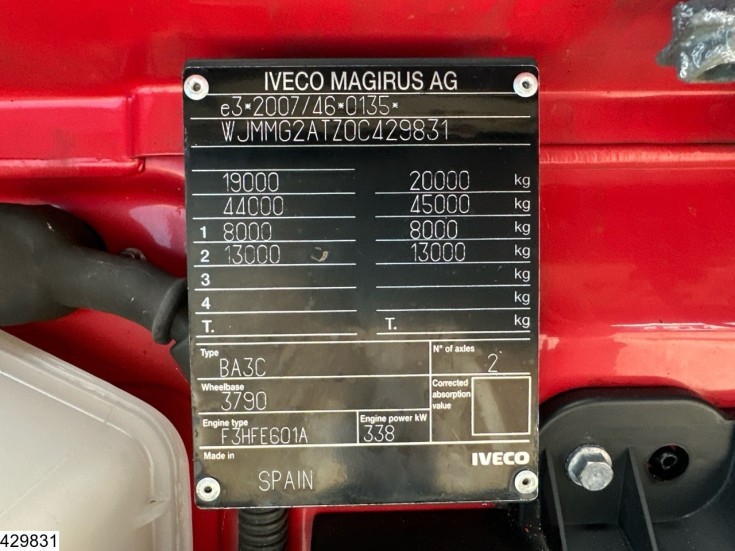 IVECO MAGIRUS AG
e3*2007/46*0135*
WJMMG2ATZ0C429831
19000 20000 kg
44000 45000 kg
1 8000 8000 kg
2 13000 13000 kg
3 kg
4 kg
T. T. kg
Type BA3C N° of axles 2
Wheelbase 3790 Corrected absorption value
Engine type F3HFE601A Engine power kW 338
Made in SPAIN IVECO
429831